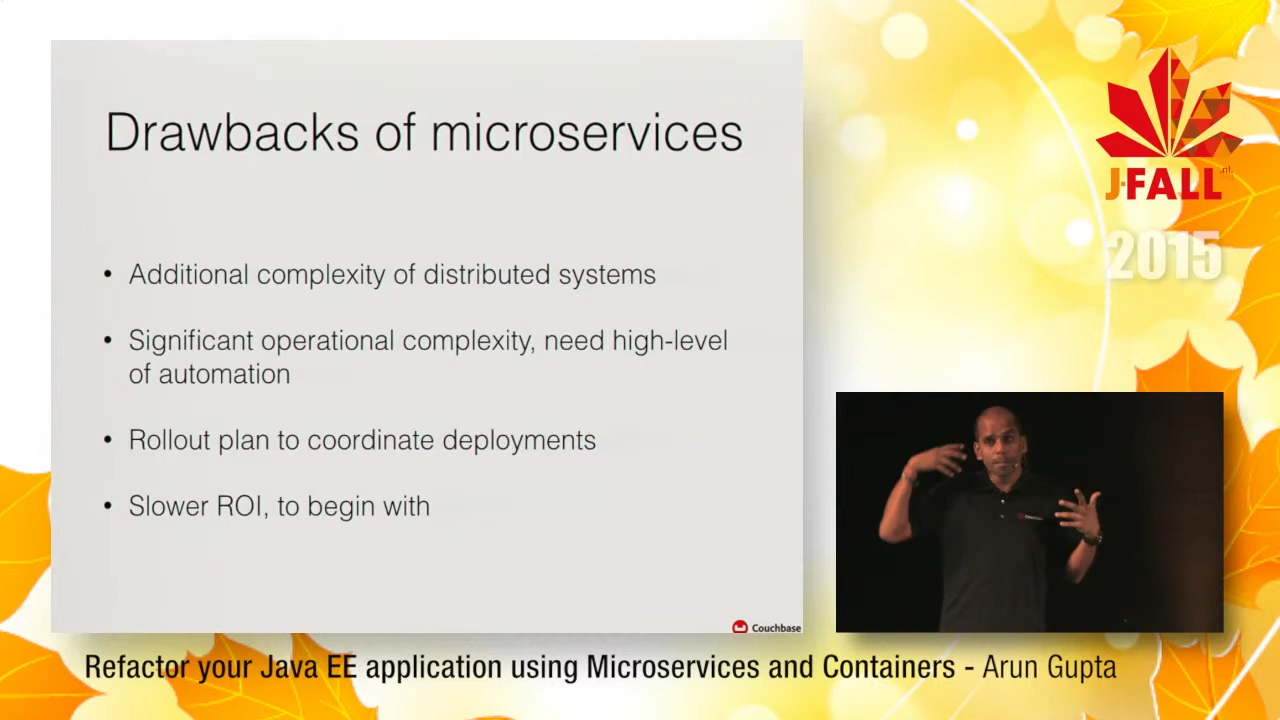 Drawbacks of microservices
• Additional complexity of distributed systems
• Significant operational complexity, need high-level
of automation
• Rollout plan to coordinate deployments
• Slower ROI, to begin with
Couchbase
J-FALL.nl
2015
Refactor your Java EE application using Microservices and Containers - Arun Gupta